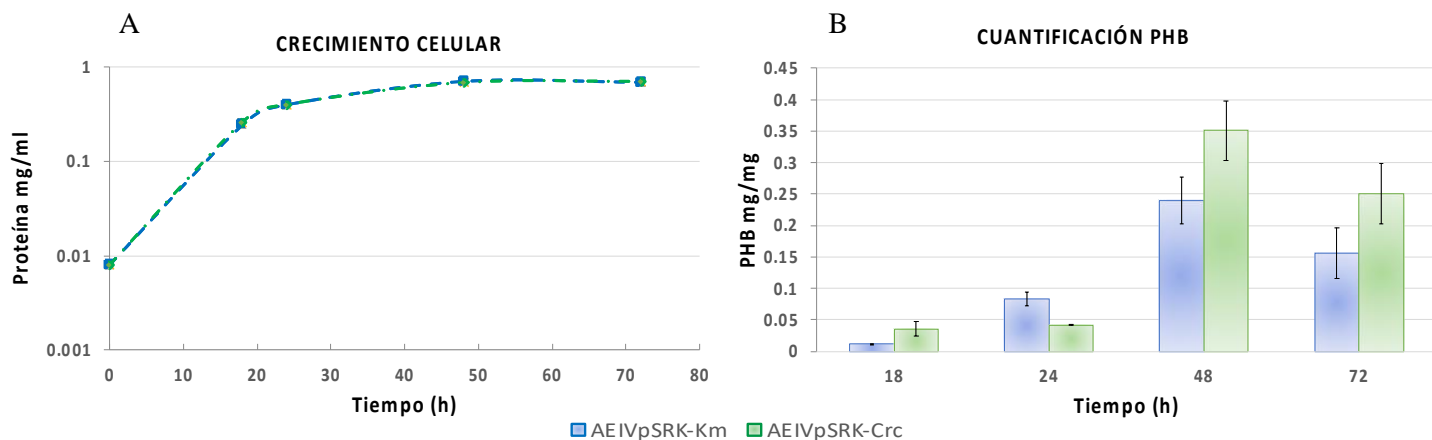 A
CRECIMIENTO CELULAR
Proteína mg/ml
1
0.1
0.01
0.001
0 10 20 30 40 50 60 70 80
Tiempo (h)
B
CUANTIFICACIÓN PHB
PHB mg/mg
0.45
0.4
0.35
0.3
0.25
0.2
0.15
0.1
0.05
0
18 24 48 72
Tiempo (h)
AEIVpSRK-Km AEIVpSRK-Crc